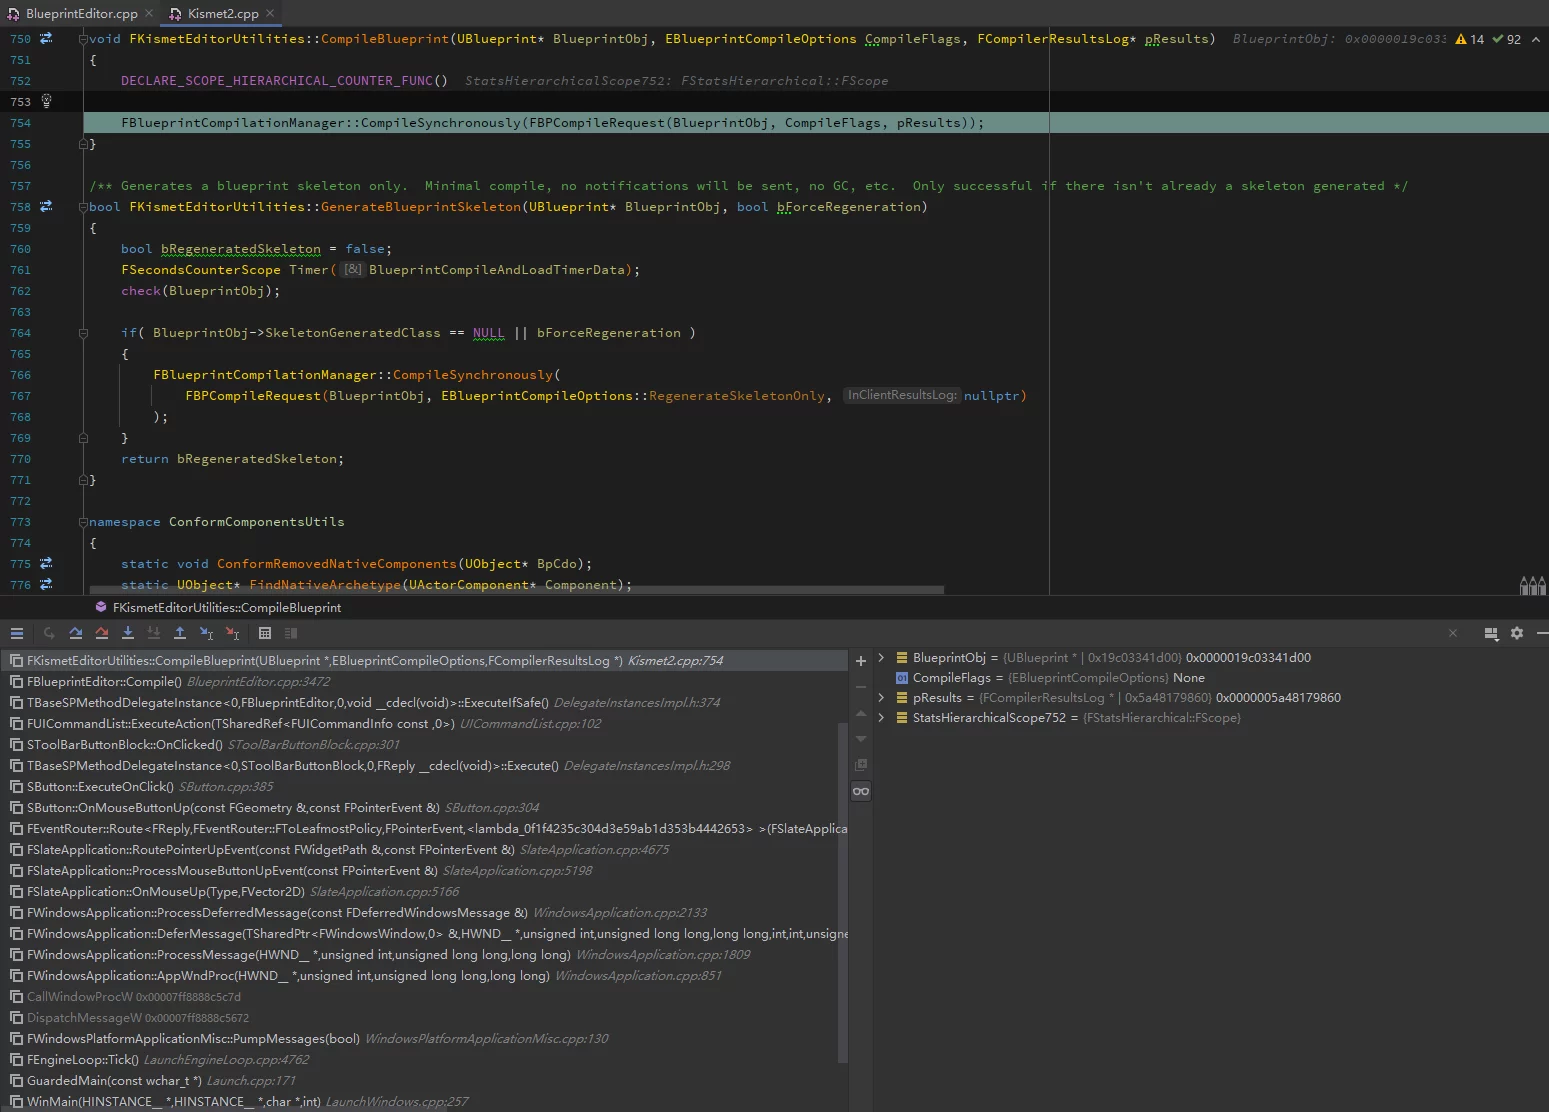 BlueprintEditor.cpp × Kismet2.cpp ×
750 void FKismetEditorUtilities::CompileBlueprint(UBlueprint* BlueprintObj, EBlueprintCompileOptions CompileFlags, FCompilerResultsLog* pResults) BlueprintObj: 0x0000019c033 14 92
751 {
752 DECLARE_SCOPE_HIERARCHICAL_COUNTER_FUNC() StatsHierarchicalScope752: FStatsHierarchical::FScope
753
754 FBlueprintCompilationManager::CompileSynchronously(FBPCompileRequest(BlueprintObj, CompileFlags, pResults));
755 }
756
757 /** Generates a blueprint skeleton only.  Minimal compile, no notifications will be sent, no GC, etc.  Only successful if there isn't already a skeleton generated */
758 bool FKismetEditorUtilities::GenerateBlueprintSkeleton(UBlueprint* BlueprintObj, bool bForceRegeneration)
759 {
760 bool bRegeneratedSkeleton = false;
761 FSecondsCounterScope Timer( [&] BlueprintCompileAndLoadTimerData);
762 check(BlueprintObj);
763
764 if( BlueprintObj->SkeletonGeneratedClass == NULL || bForceRegeneration )
765 {
766 FBlueprintCompilationManager::CompileSynchronously(
767 FBPCompileRequest(BlueprintObj, EBlueprintCompileOptions::RegenerateSkeletonOnly, InClientResultsLog: nullptr)
768 );
769 }
770 return bRegeneratedSkeleton;
771 }
772
773 namespace ConformComponentsUtils
774 {
775 static void ConformRemovedNativeComponents(UObject* BpCdo);
776 static UObject* FindNativeArchetype(UActorComponent* Component);
FKismetEditorUtilities::CompileBlueprint
FKismetEditorUtilities::CompileBlueprint(UBlueprint *,EBlueprintCompileOptions,FCompilerResultsLog *) Kismet2.cpp:754
FBlueprintEditor::Compile() BlueprintEditor.cpp:3472
TBaseSPMethodDelegateInstance<0,FBlueprintEditor,0,void __cdecl(void)>::ExecuteIfSafe() DelegateInstancesImpl.h:374
FUICommandList::ExecuteAction(TSharedRef<FUICommandInfo const ,0>) UICommandList.cpp:102
SToolBarButtonBlock::OnClicked() SToolBarButtonBlock.cpp:301
TBaseSPMethodDelegateInstance<0,SToolBarButtonBlock,0,FReply __cdecl(void)>::Execute() DelegateInstancesImpl.h:298
SButton::ExecuteOnClick() SButton.cpp:385
SButton::OnMouseButtonUp(const FGeometry &,const FPointerEvent &) SButton.cpp:304
FEventRouter::Route<FReply,FEventRouter::FToLeafmostPolicy,FPointerEvent,<lambda_0f1f4235c304d3e59ab1d353b4442653> >(FSlateApplica
FSlateApplication::RoutePointerUpEvent(const FWidgetPath &,const FPointerEvent &) SlateApplication.cpp:4675
FSlateApplication::ProcessMouseButtonUpEvent(const FPointerEvent &) SlateApplication.cpp:5198
FSlateApplication::OnMouseUp(Type,FVector2D) SlateApplication.cpp:5166
FWindowsApplication::ProcessDeferredMessage(const FDeferredWindowsMessage &) WindowsApplication.cpp:2133
FWindowsApplication::DeferMessage(TSharedPtr<FWindowsWindow,0> &,HWND__ *,unsigned int,unsigned long long,long long,int,int,unsigne
FWindowsApplication::ProcessMessage(HWND__ *,unsigned int,unsigned long long,long long) WindowsApplication.cpp:1809
FWindowsApplication::AppWndProc(HWND__ *,unsigned int,unsigned long long,long long) WindowsApplication.cpp:851
CallWindowProcW 0x00007ff8888c5c7d
DispatchMessageW 0x00007ff8888c5672
FWindowsPlatformApplicationMisc::PumpMessages(bool) WindowsPlatformApplicationMisc.cpp:130
FEngineLoop::Tick() LaunchEngineLoop.cpp:4762
GuardedMain(const wchar_t *) Launch.cpp:171
WinMain(HINSTANCE__ *,HINSTANCE__ *,char *,int) LaunchWindows.cpp:257
BlueprintObj = {UBlueprint * | 0x19c03341d00} 0x0000019c03341d00
01 CompileFlags = {EBlueprintCompileOptions} None
pResults = {FCompilerResultsLog * | 0x5a48179860} 0x0000005a48179860
StatsHierarchicalScope752 = {FStatsHierarchical::FScope}